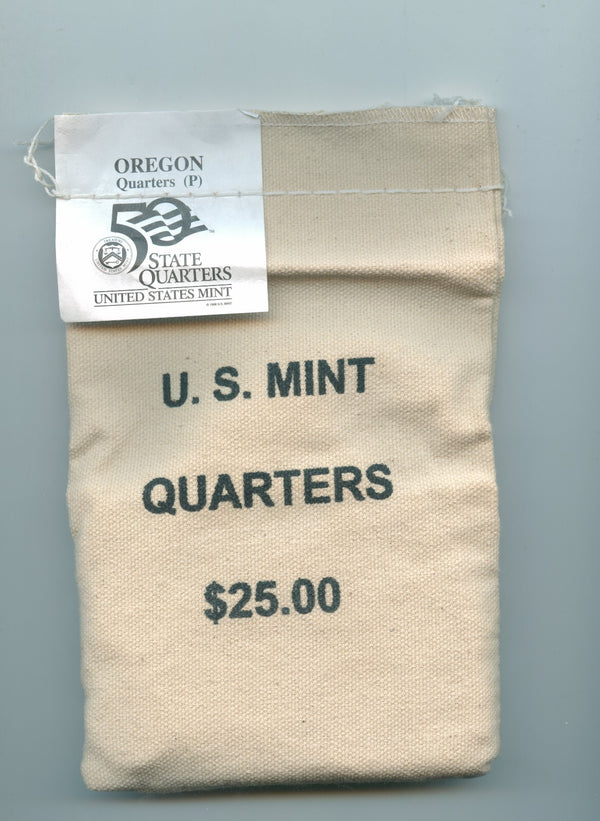 OREGON
Quarters (P)
50
STATE
QUARTERS
UNITED STATES MINT
U. S. MINT
QUARTERS
$25.00